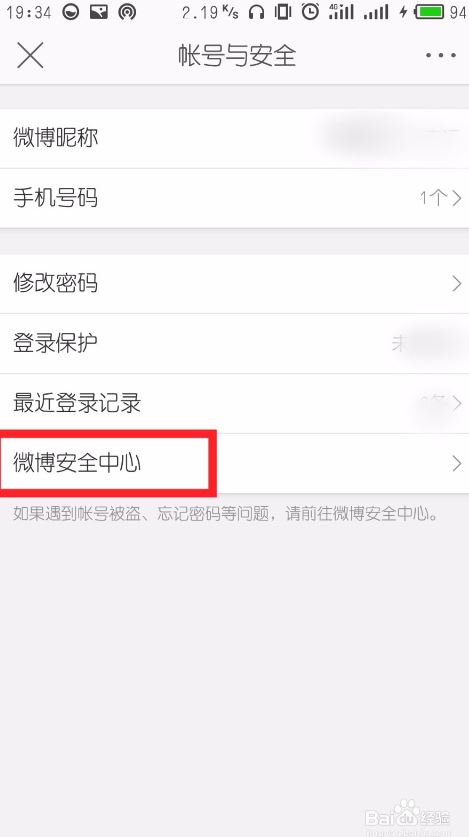 19:34 2.19 K/s 4G 94
帐号与安全
微博昵称
手机号码 1个
修改密码
登录保护 未
最近登录记录
微博安全中心
如果遇到帐号被盗、忘记密码等问题，请前往微博安全中心。
Baidu 经验